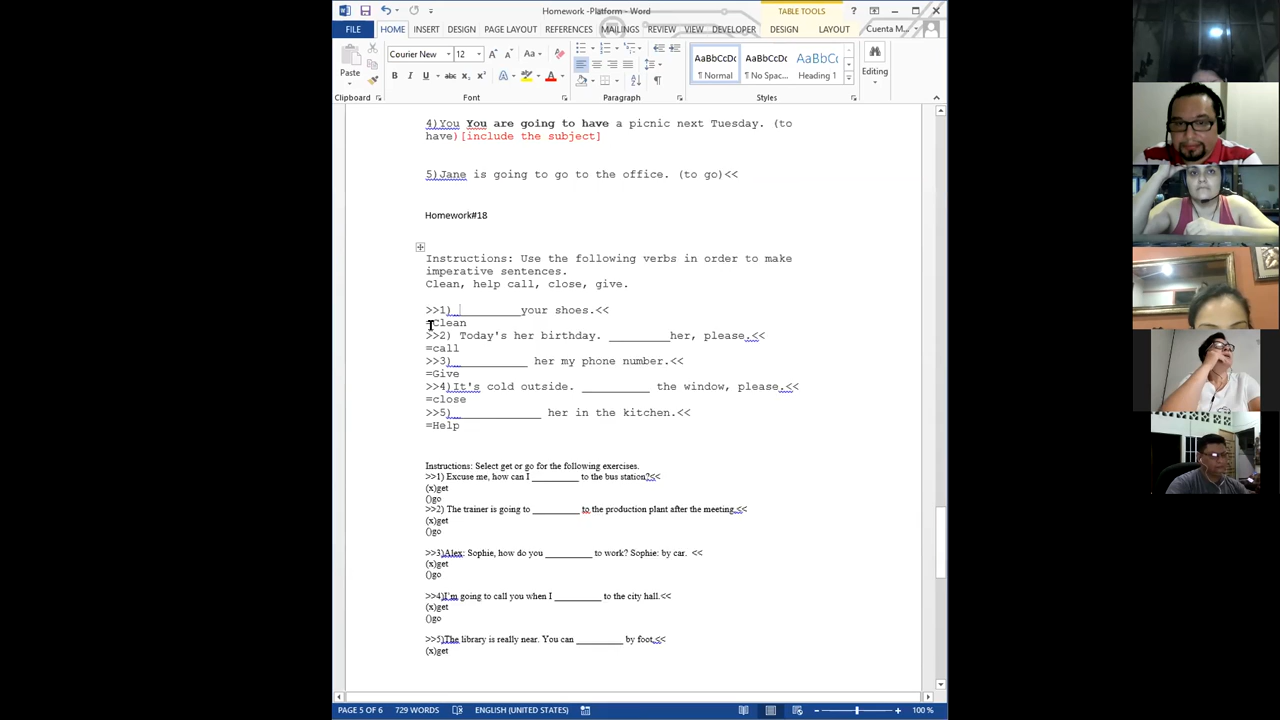 Homework -Platform - Word
TABLE TOOLS
FILE HOME INSERT DESIGN PAGE LAYOUT REFERENCES MAILINGS REVIEW VIEW DEVELOPER DESIGN LAYOUT Cuenta M...
Courier New 12
Paste
AaBbCcDc AaBbCcDc AaBbC
¶ Normal ¶ No Spac... Heading 1
Editing
Clipboard Font Paragraph Styles
4)You You are going to have a picnic next Tuesday. (to
have)[include the subject]
5)Jane is going to go to the office. (to go)<<
Homework#18
Instructions: Use the following verbs in order to make
imperative sentences.
Clean, help call, close, give.
>>1)__________your shoes.<<
=Clean
>>2) Today's her birthday. _________her, please.<<
=call
>>3)___________ her my phone number.<<
=Give
>>4)It's cold outside. __________ the window, please.<<
=close
>>5)_____________ her in the kitchen.<<
=Help
Instructions: Select get or go for the following exercises.
>>1) Excuse me, how can I __________ to the bus station?<<
(x)get
()go
>>2) The trainer is going to __________ to the production plant after the meeting.<<
(x)get
()go
>>3)Alex: Sophie, how do you __________ to work? Sophie: by car. <<
(x)get
()go
>>4)I'm going to call you when I __________ to the city hall.<<
(x)get
()go
>>5)The library is really near. You can __________ by foot.<<
(x)get
PAGE 5 OF 6 729 WORDS ENGLISH (UNITED STATES) 100 %